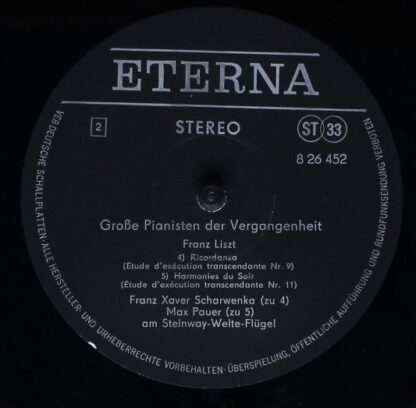 ETERNA
2
STEREO
ST 33
8 26 452
Große Pianisten der Vergangenheit
Franz Liszt
4) Ricordanza
(Etude d'exécution transcendante Nr. 9)
5) Harmonies du Soir
(Etude d'exécution transcendante Nr. 11)
Franz Xaver Scharwenka (zu 4)
Max Pauer (zu 5)
am Steinway-Welte-Flügel
VEB DEUTSCHE SCHALLPLATTEN · ALLE HERSTELLER- UND URHEBERRECHTE VORBEHALTEN · ÜBERSPIELUNG, ÖFFENTLICHE AUFFÜHRUNG UND RUNDFUNKSENDUNG VERBOTEN